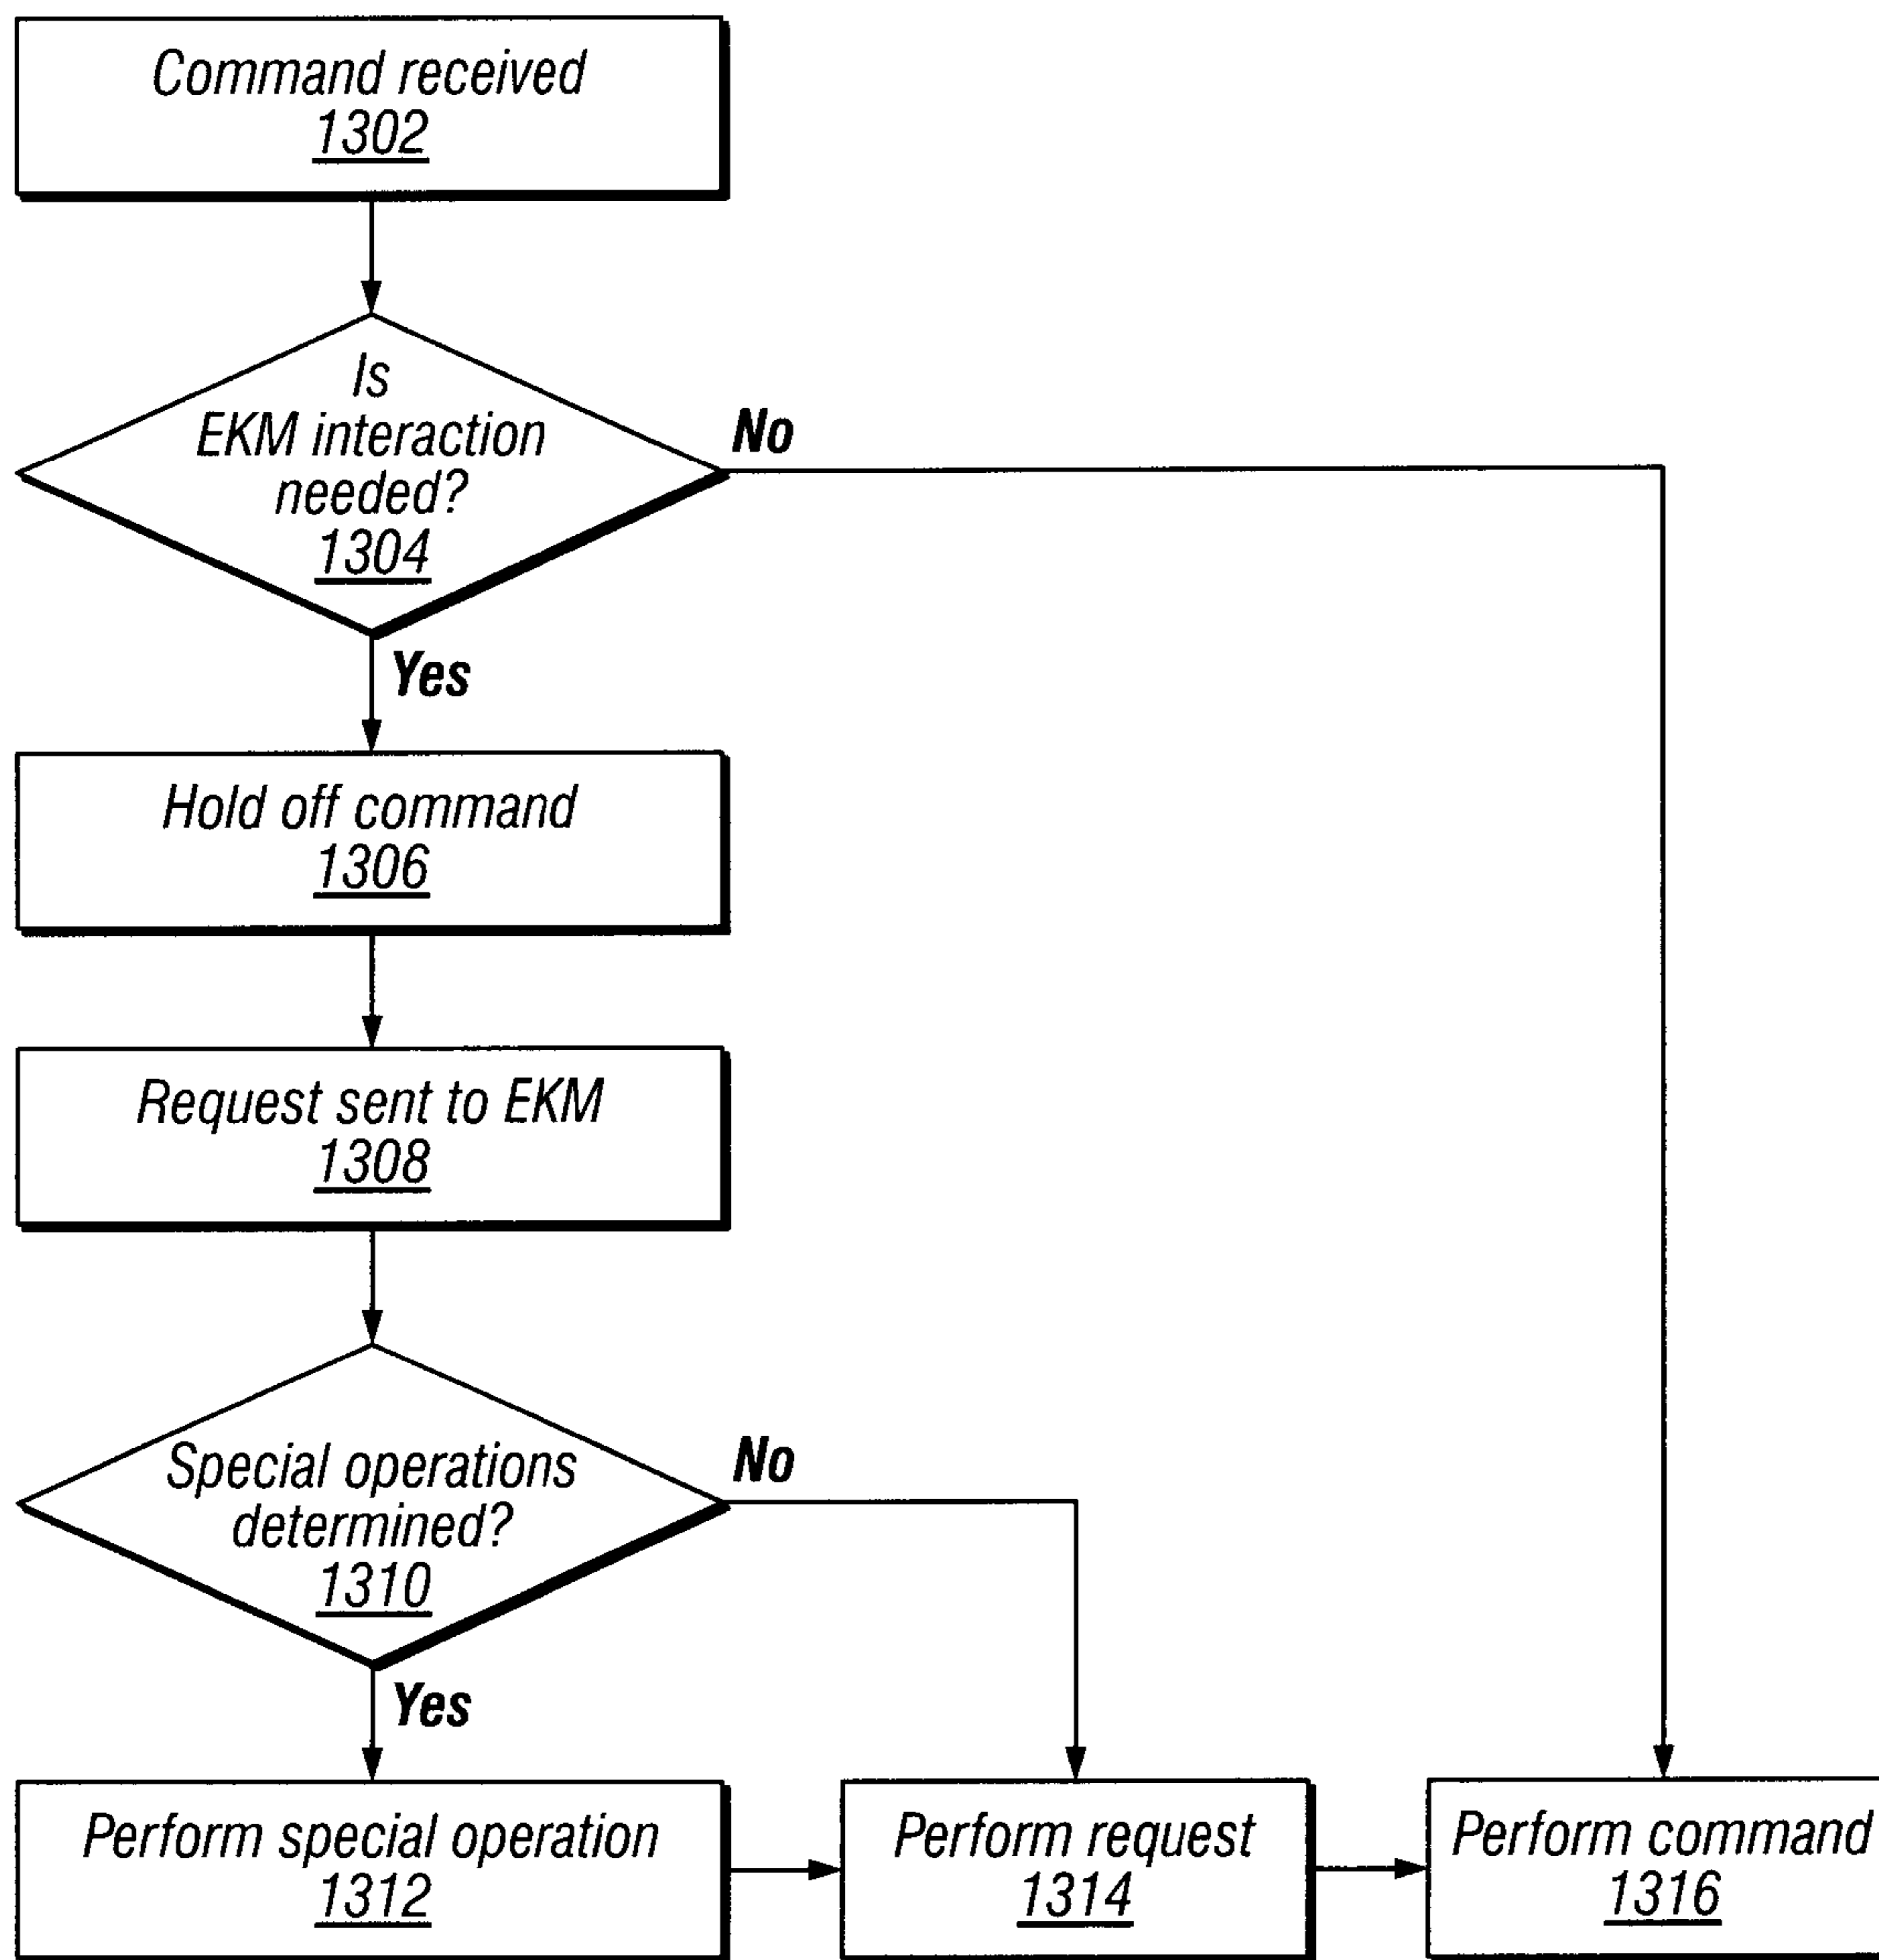 Command received
1302
Is
EKM interaction
needed?
1304
No
Yes
Hold off command
1306
Request sent to EKM
1308
Special operations
determined?
1310
No
Yes
Perform special operation
1312
Perform request
1314
Perform command
1316